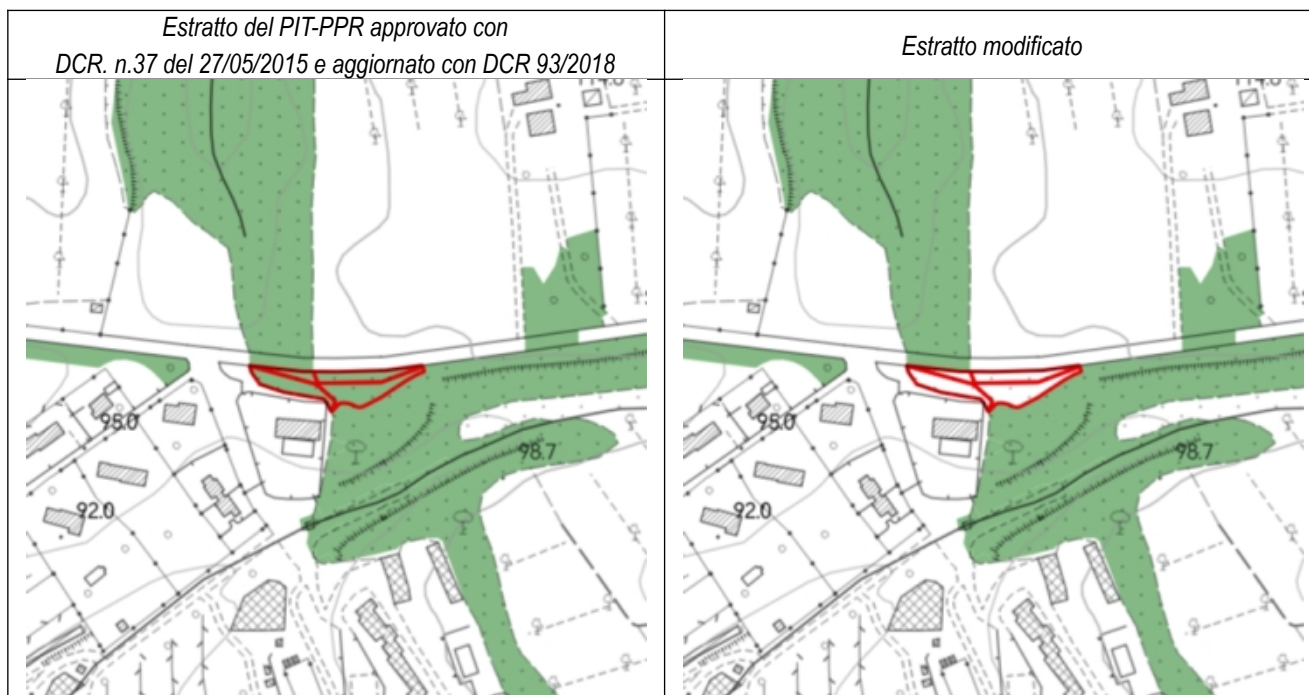 Estratto del PIT-PPR approvato con
DCR. n.37 del 27/05/2015 e aggiornato con DCR 93/2018
Estratto modificato
95.0
98.7
92.0
95.0
98.7
92.0